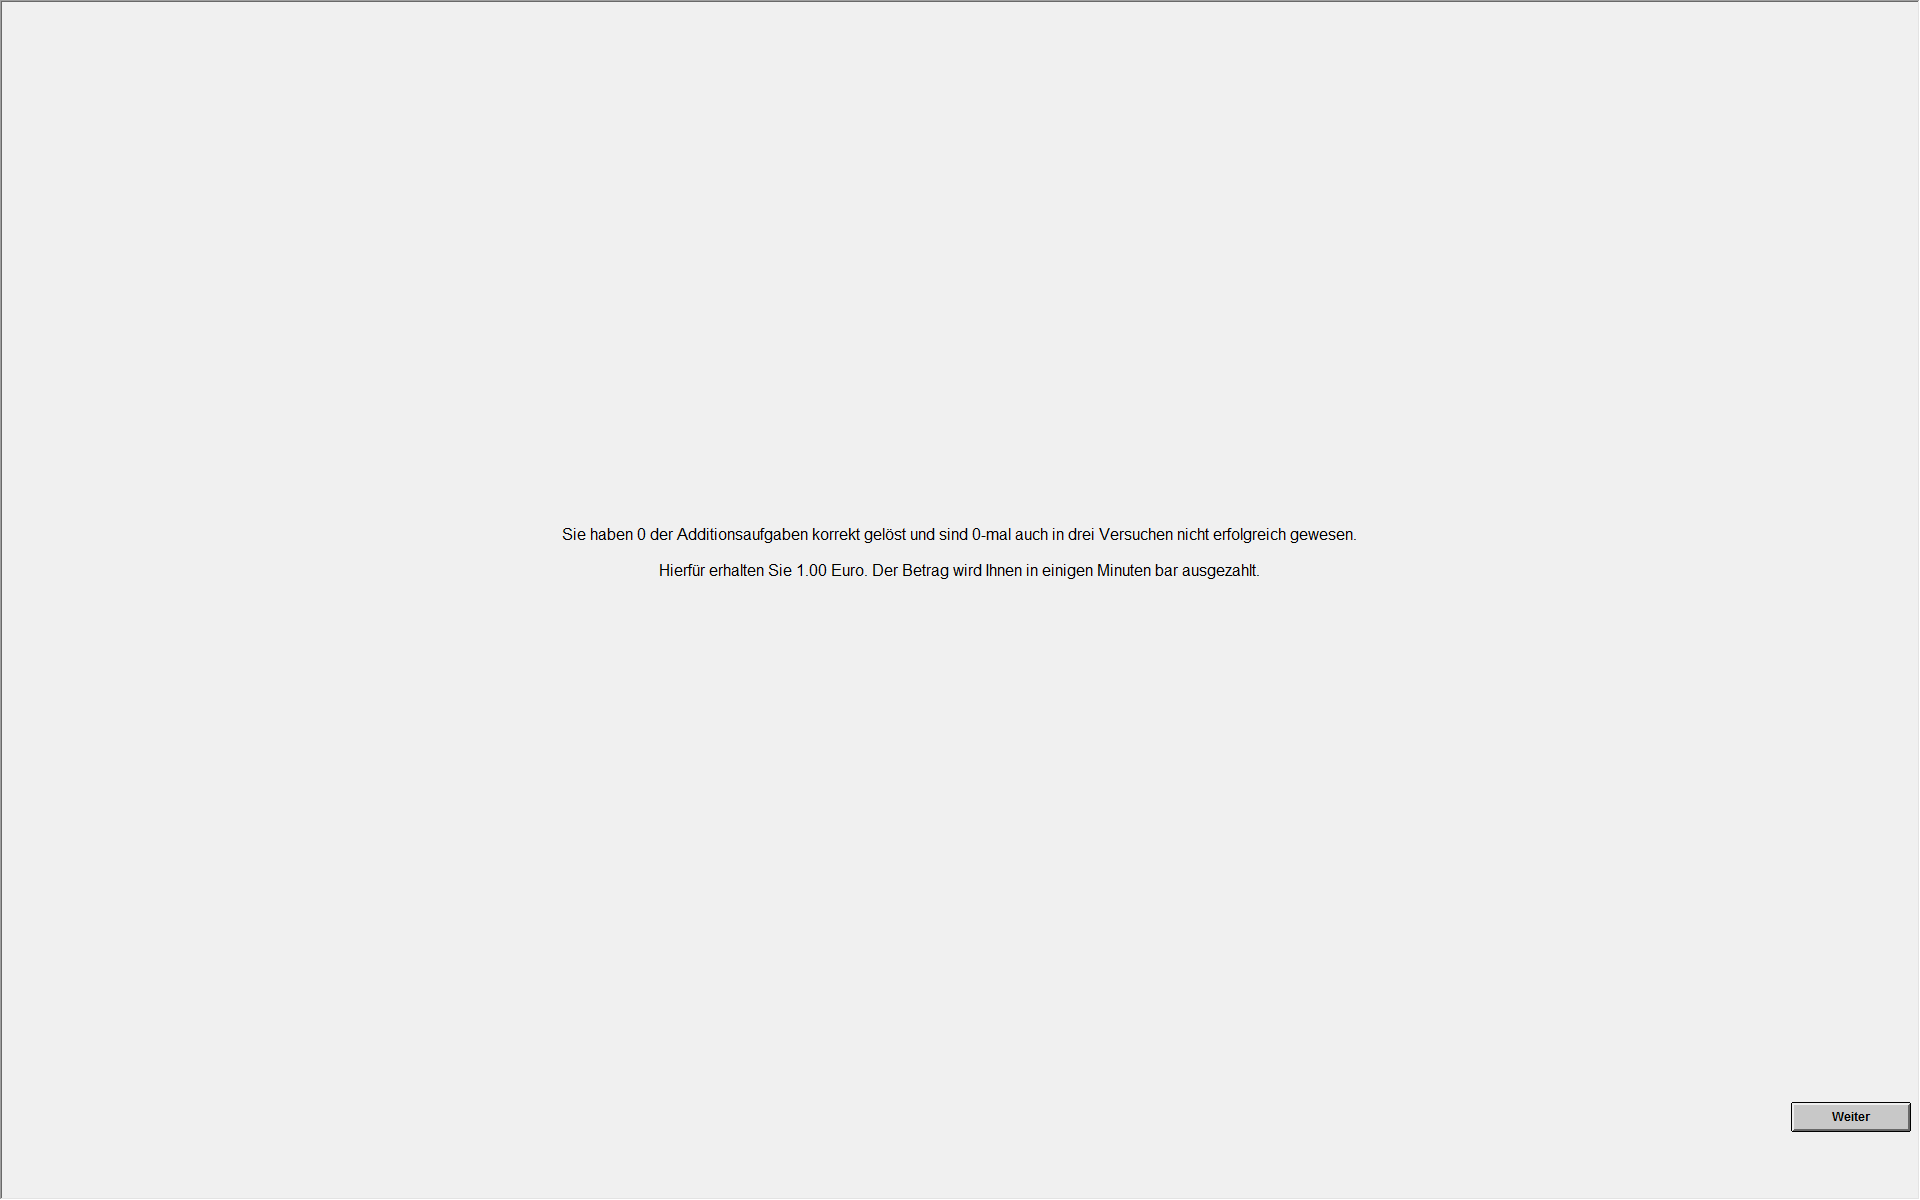 Sie haben 0 der Additionsaufgaben korrekt gelöst und sind 0-mal auch in drei Versuchen nicht erfolgreich gewesen.
Hierfür erhalten Sie 1.00 Euro. Der Betrag wird Ihnen in einigen Minuten bar ausgezahlt.
Weiter